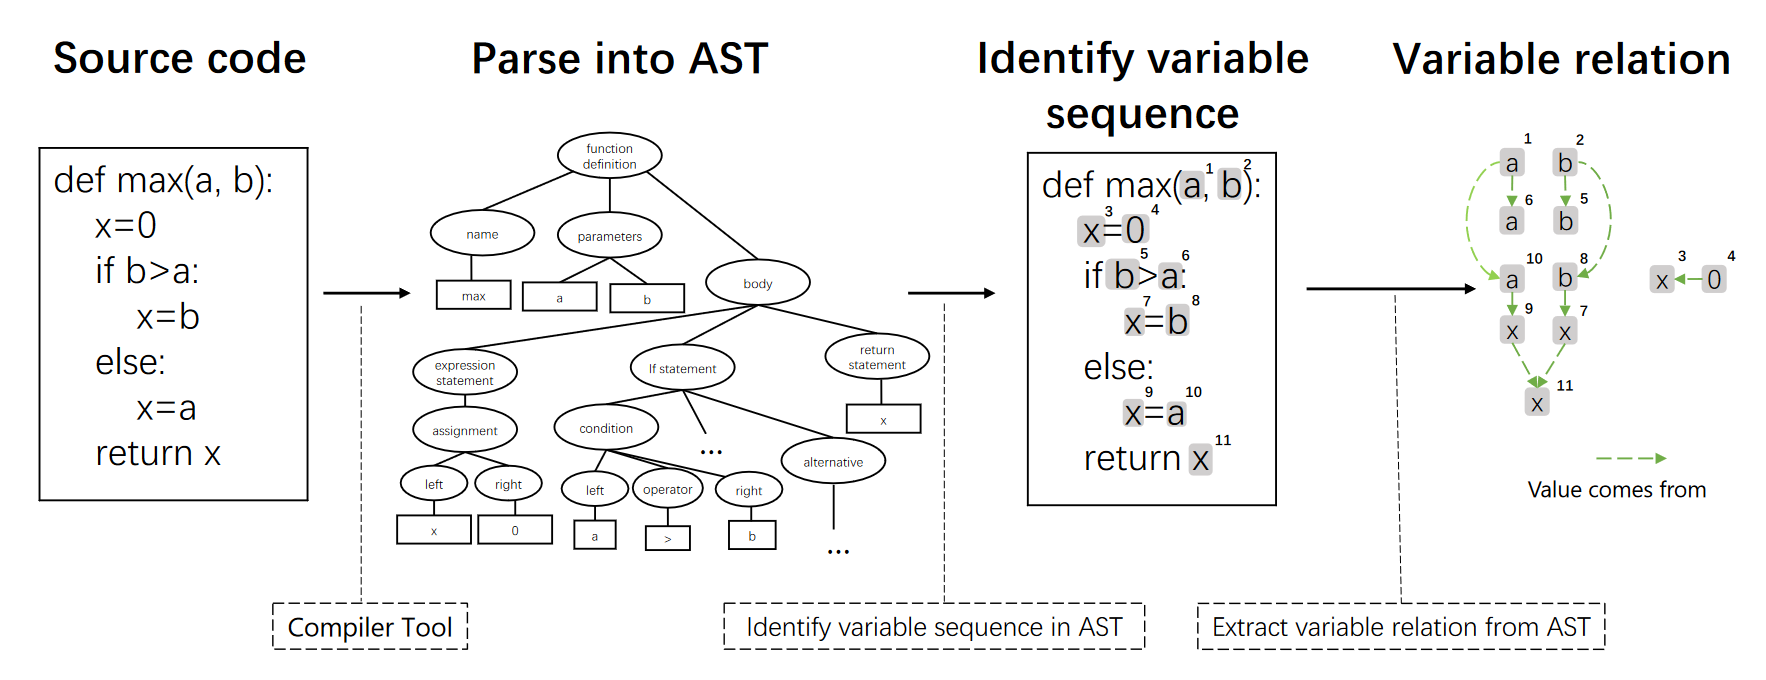 Source code
Parse into AST
Identify variable
sequence
Variable relation
def max(a, b):
x=0
if b>a:
x=b
else:
x=a
return x
function
definition
name
parameters
max
a
b
body
expression
statement
If statement
return
statement
assignment
condition
...
alternative
x
left
right
left
operator
right
x
0
a
>
b
...
def max(a, b):
1 2
x=0
3 4
if b>a:
5 6
x=b
7 8
else:
x=a
9 10
return x
11
1 2
a b
6 5
a b
10 8 3 4
a b x 0
9 7
x x
11
x
Value comes from
Compiler Tool
Identify variable sequence in AST
Extract variable relation from AST